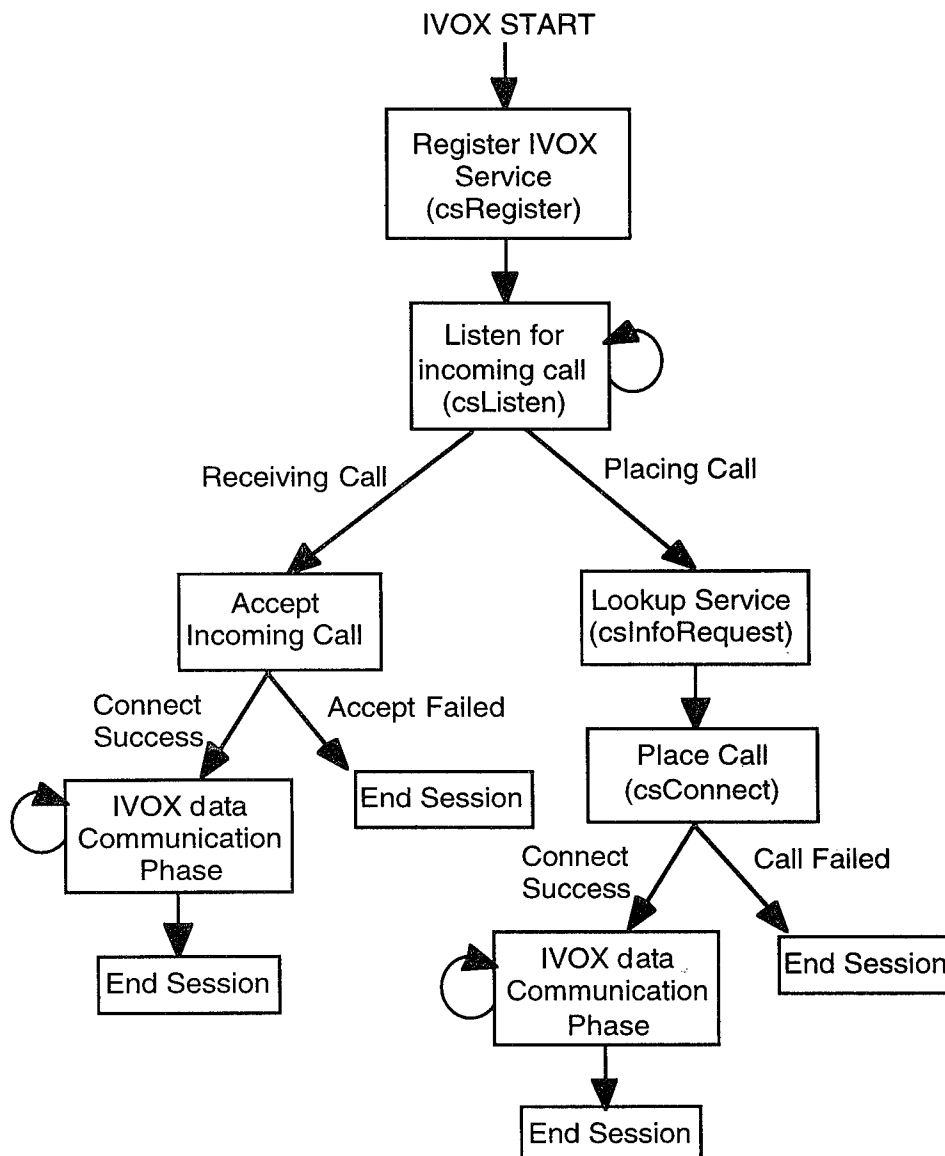 IVOX START
Register IVOX
Service
(csRegister)
Listen for
incoming call
(csListen)
Receiving Call
Placing Call
Accept
Incoming Call
Lookup Service
(csInfoRequest)
Connect
Success
Accept Failed
Place Call
(csConnect)
IVOX data
Communication
Phase
End Session
Connect
Success
Call Failed
End Session
IVOX data
Communication
Phase
End Session
End Session